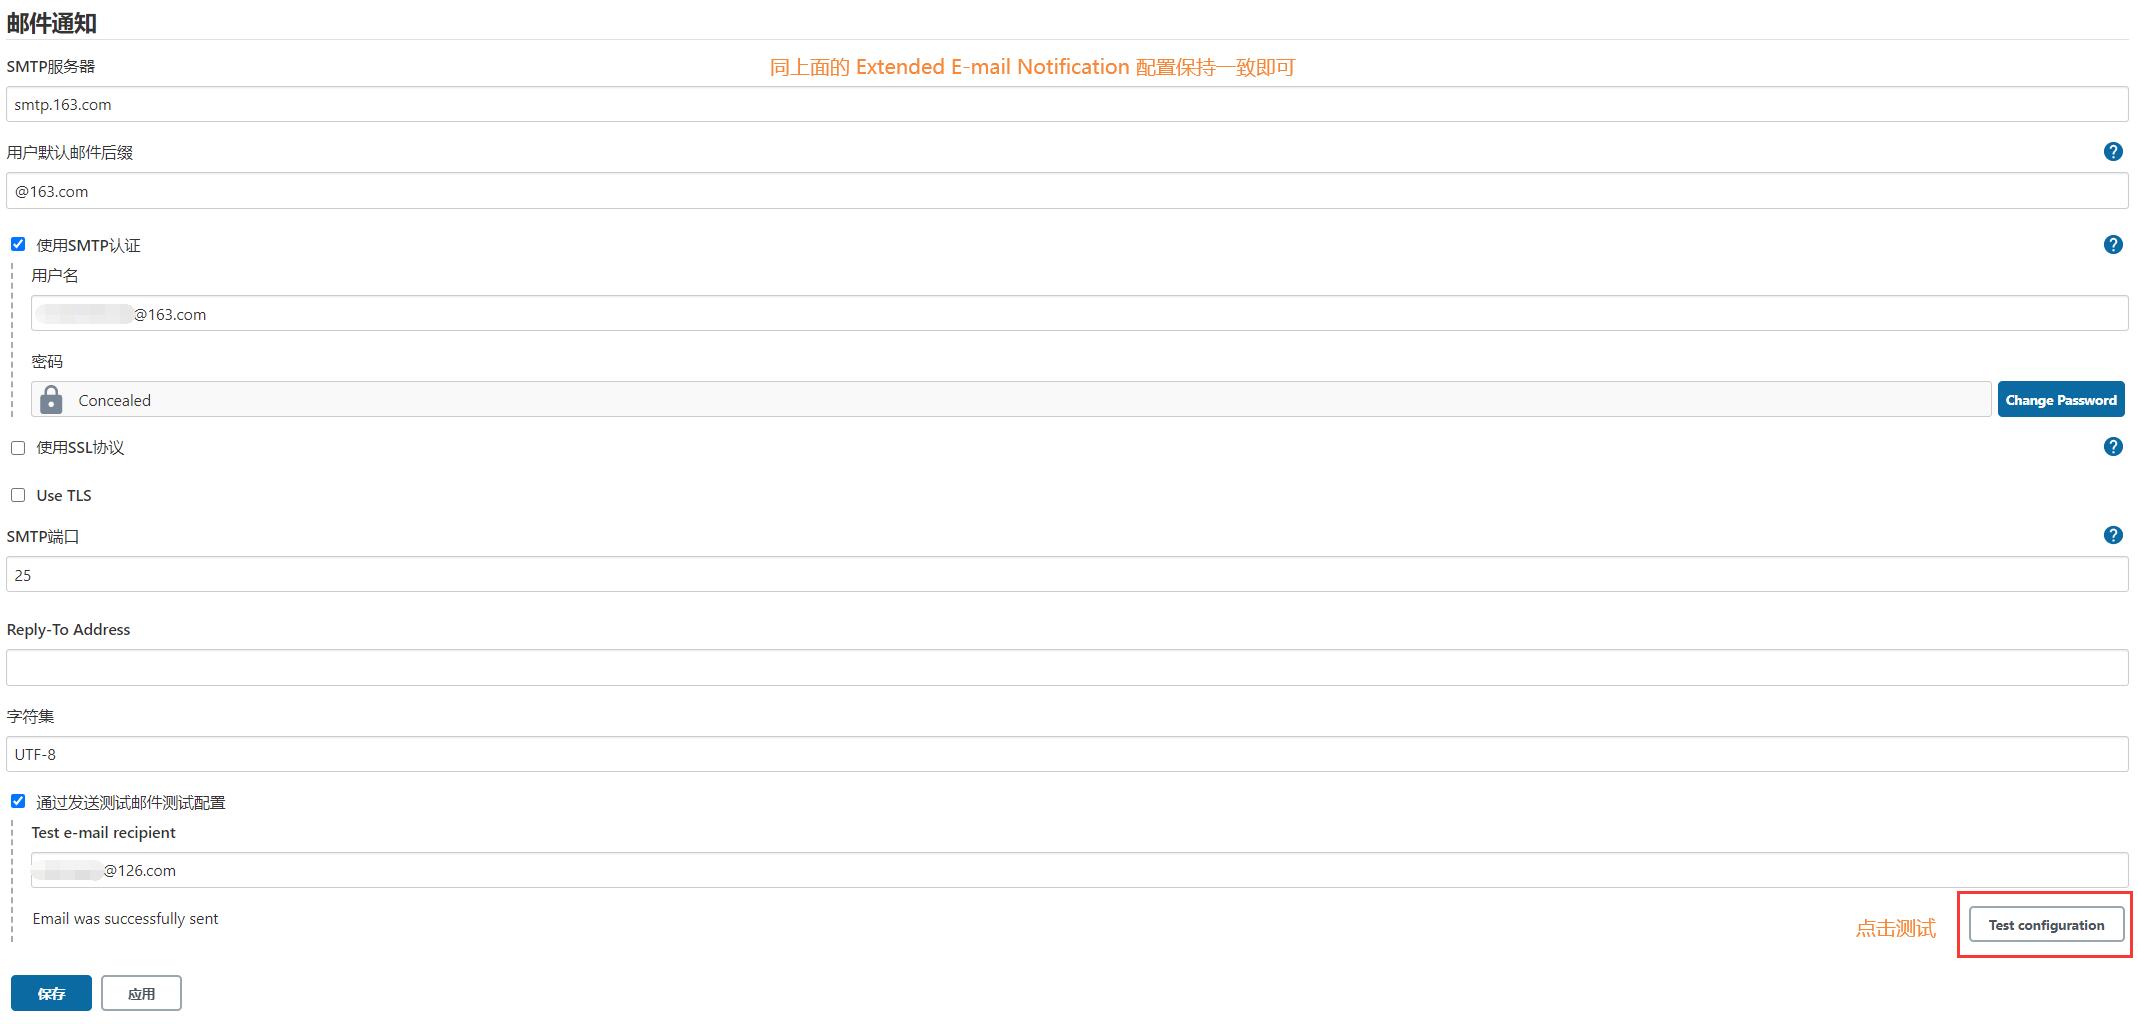 邮件通知
SMTP服务器
同上面的 Extended E-mail Notification 配置保持一致即可
smtp.163.com
用户默认邮件后缀
?
@163.com
使用SMTP认证
?
用户名
@163.com
密码
Concealed
Change Password
使用SSL协议
?
Use TLS
SMTP端口
?
25
Reply-To Address
字符集
UTF-8
通过发送测试邮件测试配置
Test e-mail recipient
@126.com
Email was successfully sent
点击测试
Test configuration
保存
应用